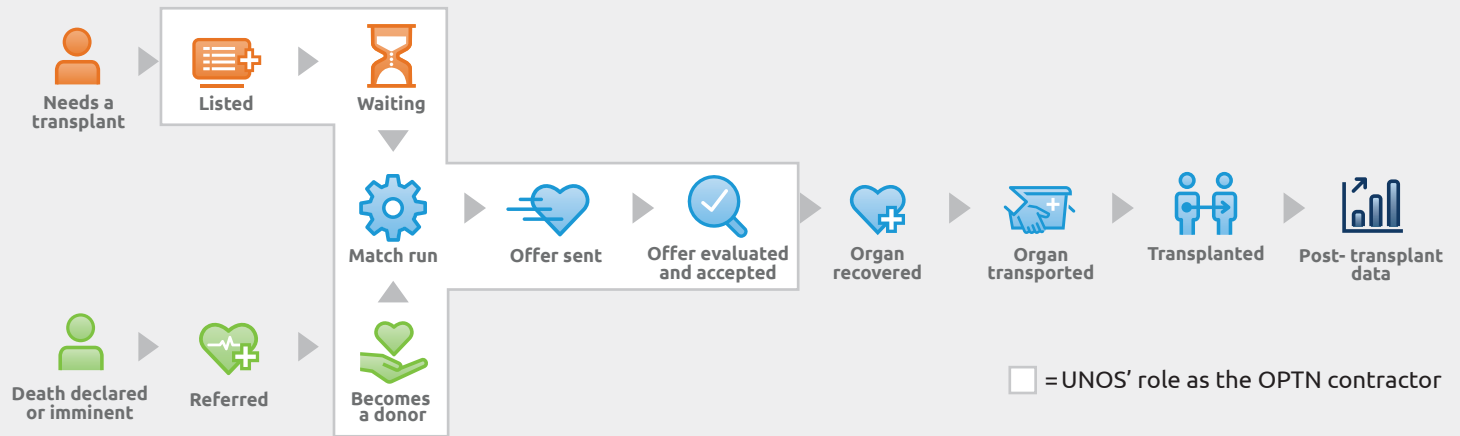 Needs a
transplant
Listed
Waiting
Match run
Offer sent
Offer evaluated
and accepted
Organ
recovered
Organ
transported
Transplanted
Post- transplant
data
Death declared
or imminent
Referred
Becomes
a donor
= UNOS' role as the OPTN contractor